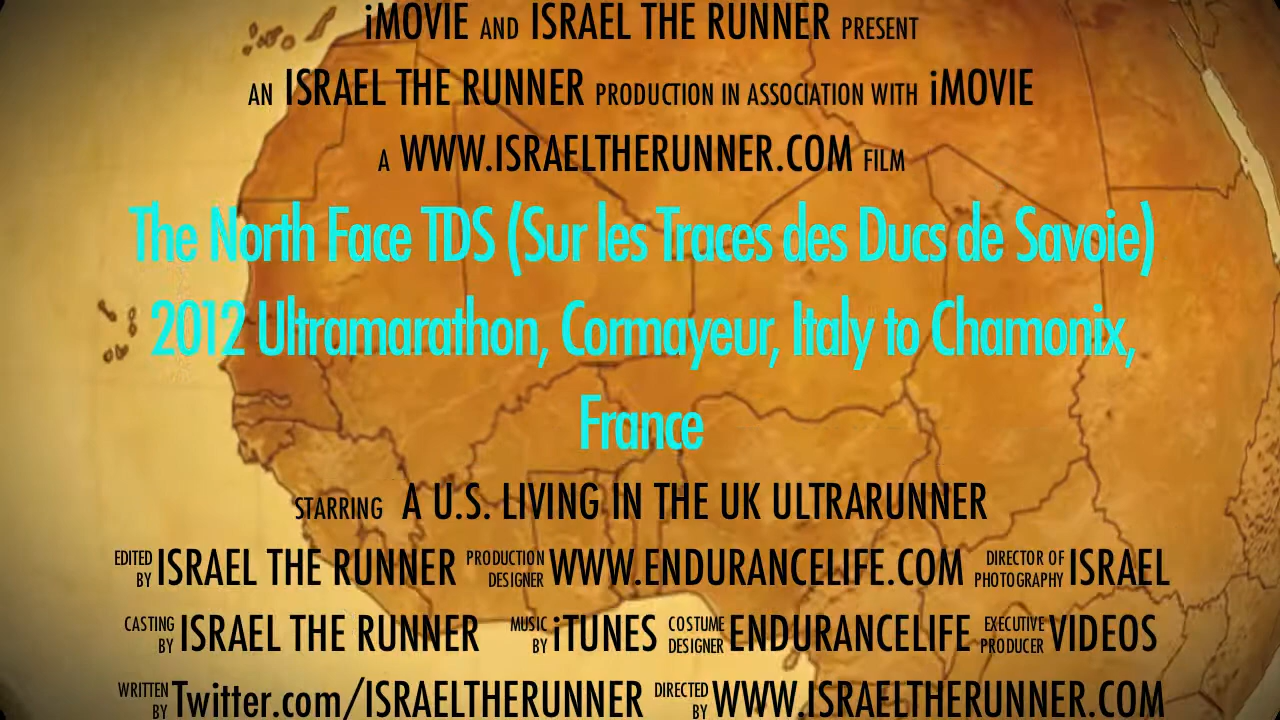 iMOVIE AND ISRAEL THE RUNNER PRESENT
AN ISRAEL THE RUNNER PRODUCTION IN ASSOCIATION WITH iMOVIE
A WWW.ISRAELTHERUNNER.COM FILM
The North Face TDS (Sur les Traces des Ducs de Savoie)
2012 Ultramarathon, Cormayeur, Italy to Chamonix,
France
STARRING A U.S. LIVING IN THE UK ULTRARUNNER
EDITED BY ISRAEL THE RUNNER PRODUCTION DESIGNER WWW.ENDURANCELIFE.COM DIRECTOR OF PHOTOGRAPHY ISRAEL
CASTING BY ISRAEL THE RUNNER MUSIC BY iTUNES COSTUME DESIGNER ENDURANCELIFE EXECUTIVE PRODUCER VIDEOS
WRITTEN BY Twitter.com/ISRAELTHERUNNER DIRECTED BY WWW.ISRAELTHERUNNER.COM